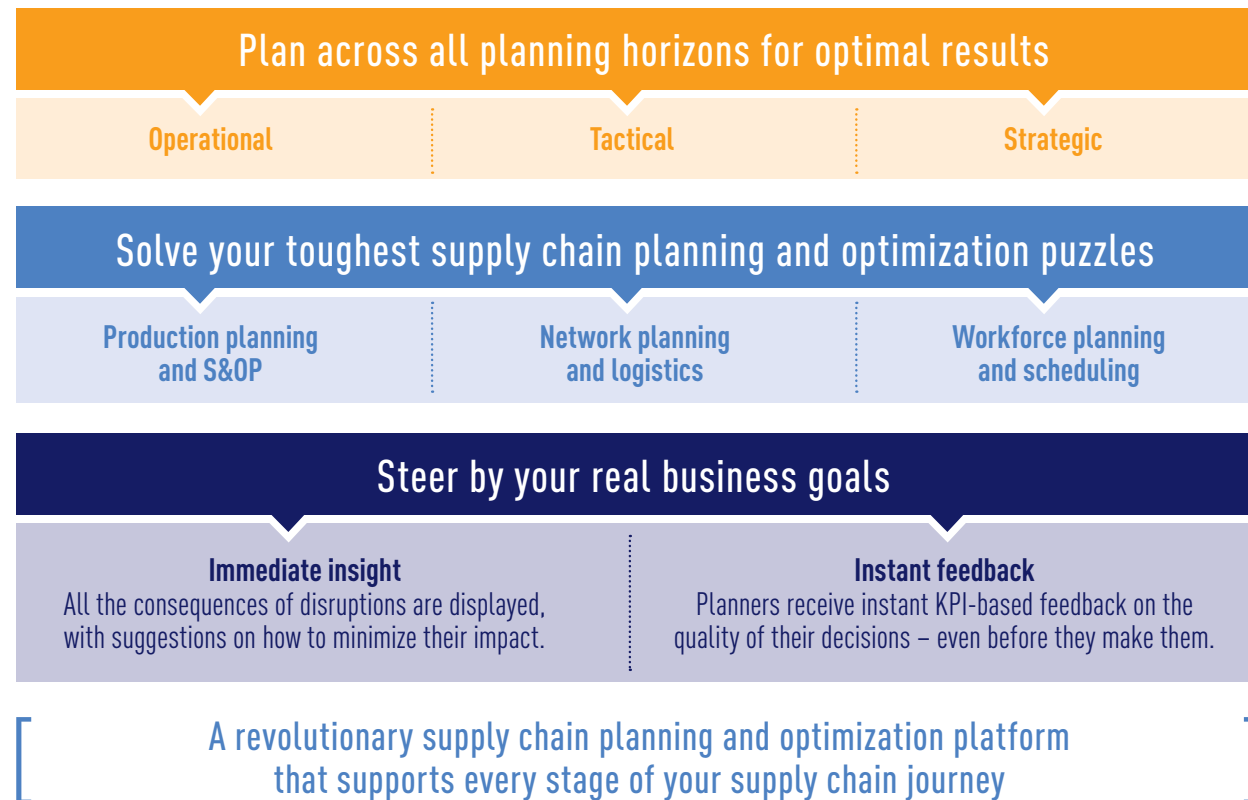 Plan across all planning horizons for optimal results
Operational
Tactical
Strategic
Solve your toughest supply chain planning and optimization puzzles
Production planning
and S&OP
Network planning
and logistics
Workforce planning
and scheduling
Steer by your real business goals
Immediate insight
All the consequences of disruptions are displayed,
with suggestions on how to minimize their impact.
Instant feedback
Planners receive instant KPI-based feedback on the
quality of their decisions – even before they make them.
A revolutionary supply chain planning and optimization platform
that supports every stage of your supply chain journey